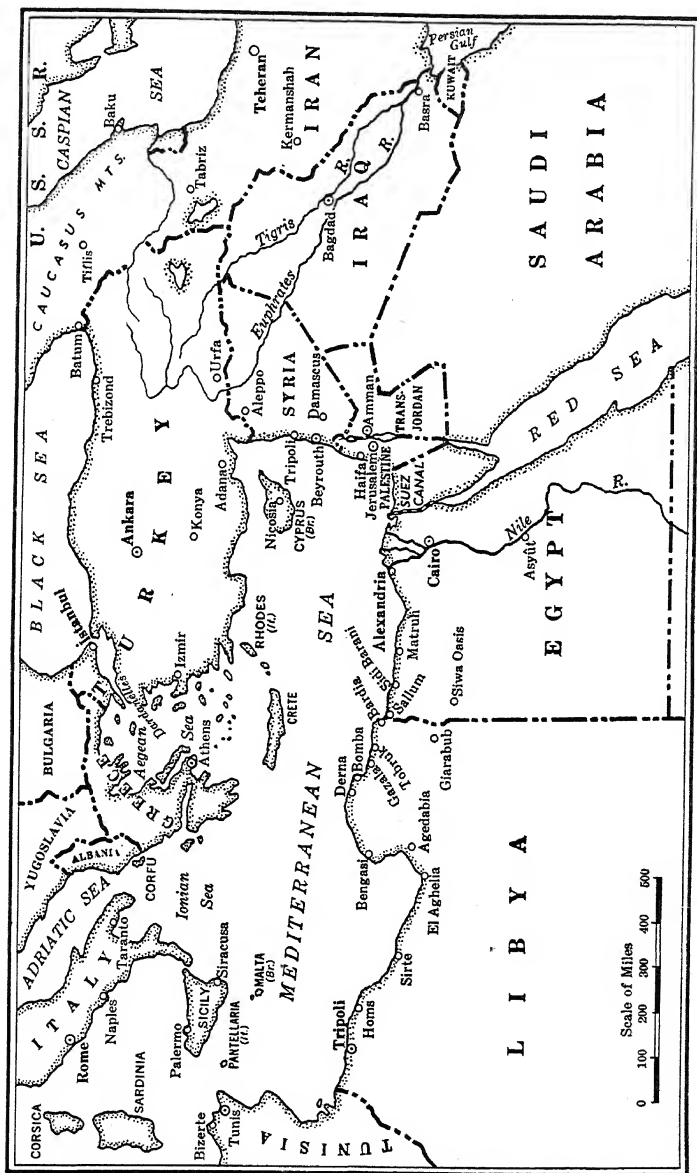 U. S. S. R.
CASPIAN
SEA
CAUCASUS MTS.
Baku
Tiflis
Batum
Tabriz
Teheran
Kermanshah
IRAN
Persian
Gulf
KUWAIT
Basra
BLACK SEA
Trebizond
Istanbul
TURKEY
Ankara
Konya
Adana
Izmir
Urfa
Dardanelles
Tigris R.
Euphrates R.
Bagdad
IRAQ
Aleppo
SYRIA
Damascus
Tripoli
Beyrouth
Haifa
Jerusalem
PALESTINE
Amman
TRANS-
JORDAN
SUEZ
CANAL
SAUDI
ARABIA
RED SEA
Nicosia
CYPRUS
(Br.)
RHODES
(It.)
CRETE
BULGARIA
YUGOSLAVIA
ALBANIA
GREECE
Aegean
Sea
Athens
CORFU
Ionian
Sea
ADRIATIC SEA
ITALY
Rome
Naples
Taranto
CORSICA
SARDINIA
Palermo
SICILY
Siracusa
PANTELLARIA
(It.)
MALTA
(Br.)
MEDITERRANEAN
SEA
Bizerte
Tunis
TUNISIA
Tripoli
Homs
Sirte
El Agheila
Agedabia
Bengasi
Derna
Bomba
Gazala
Tobruk
Bardia
Sallum
Sidi Barani
Matruh
Alexandria
Cairo
Giarabub
Siwa Oasis
Asyût
Nile R.
EGYPT
LIBYA
0 100 200 300 400 500
Scale of Miles